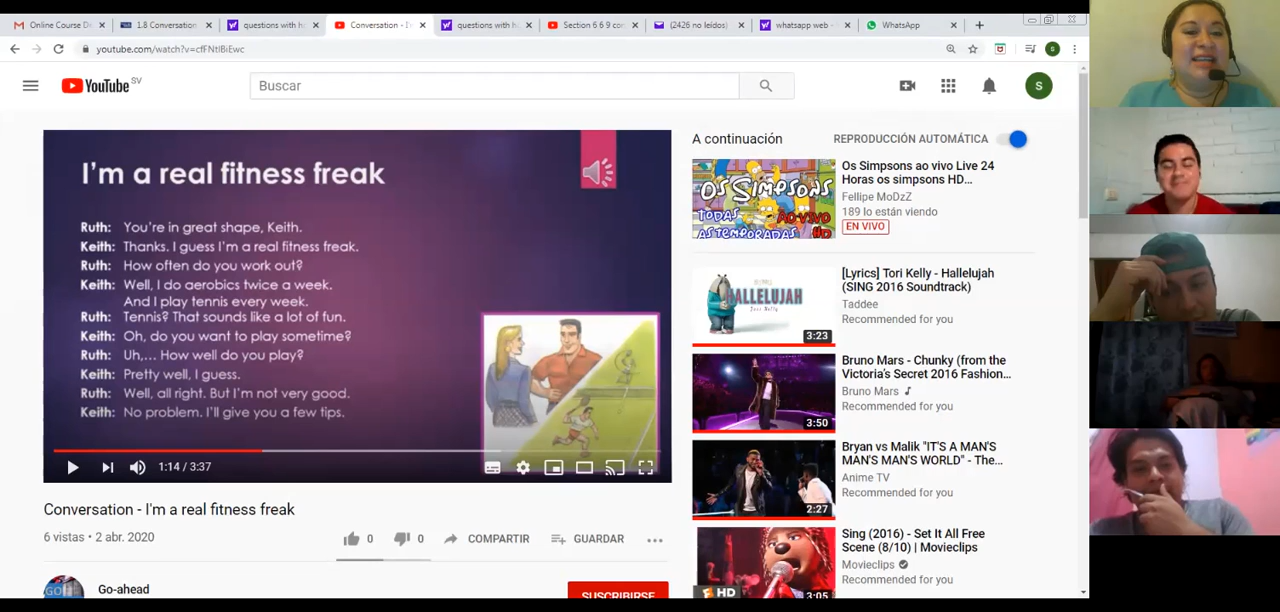 Online Course D
1.8 Conversation
questions with h
Conversation - I'
questions with h
Section 6 6 9 con
(2426 no leídos)
whatsapp web -
WhatsApp
youtube.com/watch?v=cfFNtIBiEwc
YouTube SV
Buscar
S
I'm a real fitness freak
Ruth: You're in great shape, Keith.
Keith: Thanks. I guess I'm a real fitness freak.
Ruth: How often do you work out?
Keith: Well, I do aerobics twice a week.
And I play tennis every week.
Ruth: Tennis? That sounds like a lot of fun.
Keith: Oh, do you want to play sometime?
Ruth: Uh,... How well do you play?
Keith: Pretty well, I guess.
Ruth: Well, all right. But I'm not very good.
Keith: No problem. I'll give you a few tips.
1:14 / 3:37
Conversation - I'm a real fitness freak
6 vistas • 2 abr. 2020
0
0
COMPARTIR
GUARDAR
Go-ahead
SUSCRIBIRSE
A continuación
REPRODUCCIÓN AUTOMÁTICA
OS SIMPSONS
TODAS
AS TEMPORADAS
AO VIVO
HD
Os Simpsons ao vivo Live 24
Horas os simpsons HD...
Fellipe MoDzZ
189 lo están viendo
EN VIVO
HALLELUJAH
3:23
[Lyrics] Tori Kelly - Hallelujah
(SING 2016 Soundtrack)
Taddee
Recommended for you
3:50
Bruno Mars - Chunky (from the
Victoria's Secret 2016 Fashion...
Bruno Mars
Recommended for you
2:27
Bryan vs Malik "IT'S A MAN'S
MAN'S MAN'S WORLD" - The...
Anime TV
Recommended for you
HD
3:05
Sing (2016) - Set It All Free
Scene (8/10) | Movieclips
Movieclips
Recommended for you